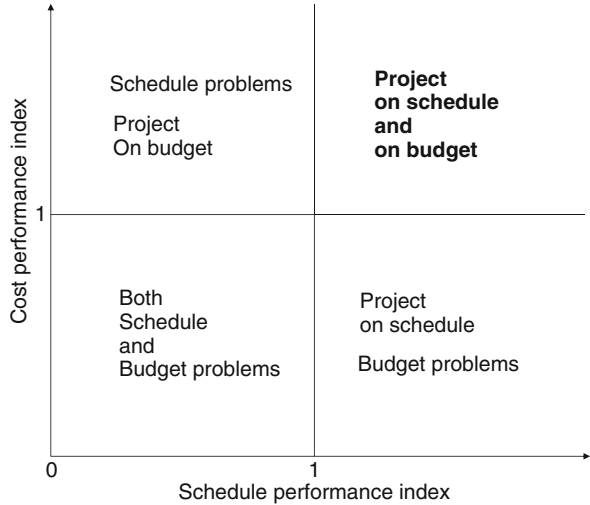 Cost performance index
Schedule problems
Project
On budget
Project
on schedule
and
on budget
1
Both
Schedule
and
Budget problems
Project
on schedule
Budget problems
0
1
Schedule performance index